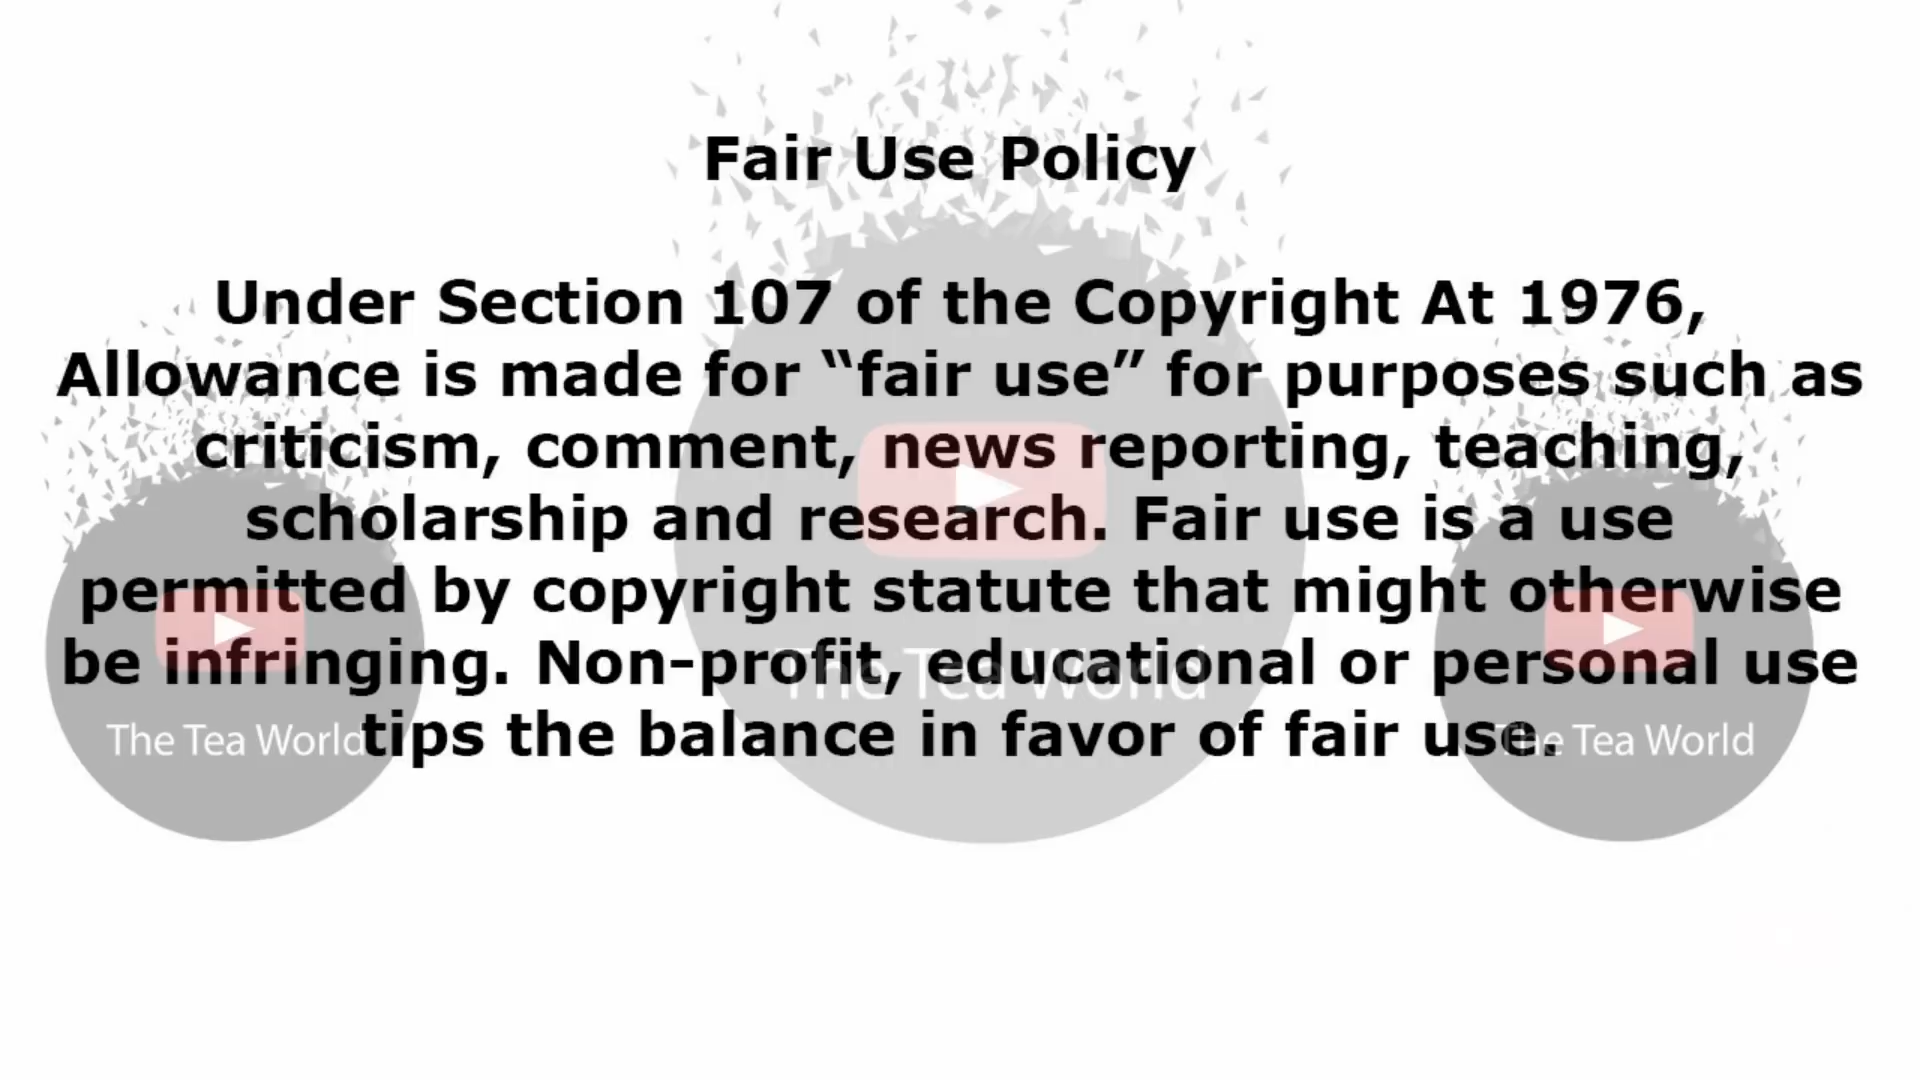 Fair Use Policy
Under Section 107 of the Copyright At 1976,
Allowance is made for “fair use” for purposes such as
criticism, comment, news reporting, teaching,
scholarship and research. Fair use is a use
permitted by copyright statute that might otherwise
be infringing. Non-profit, educational or personal use
The Tea World
tips the balance in favor of fair use.
The Tea World
The Tea World